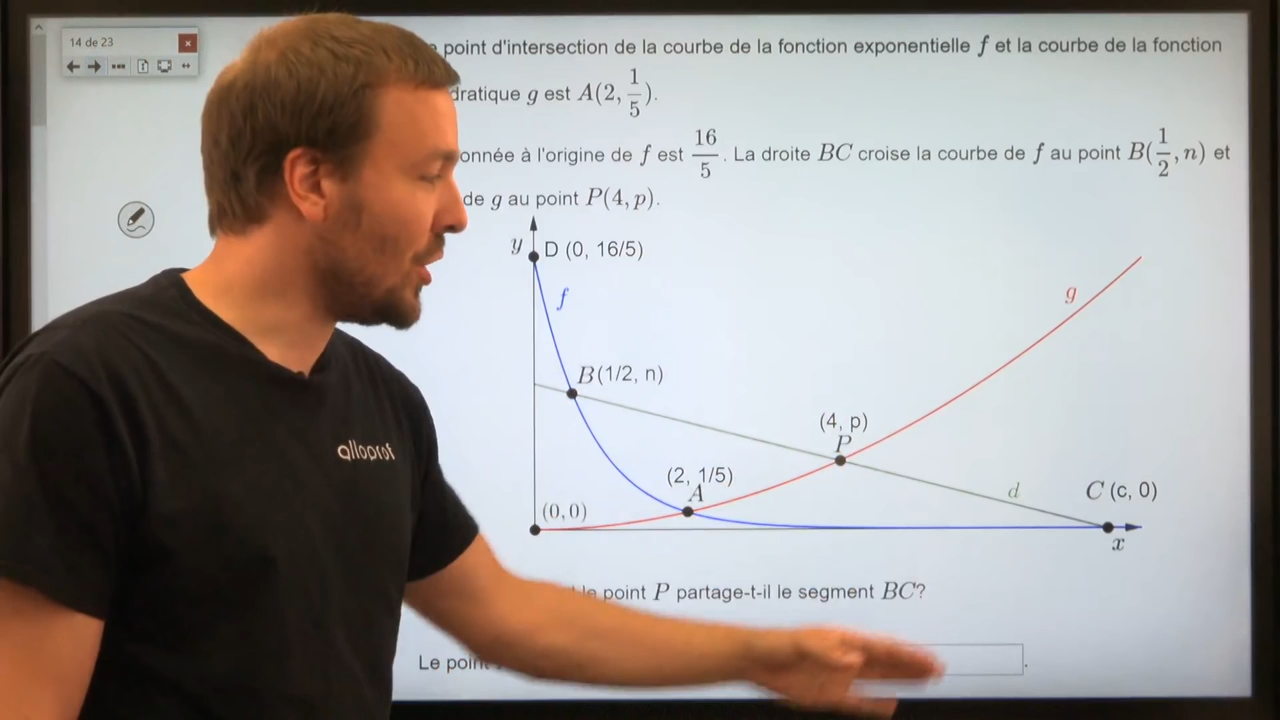 14 de 23
point d'intersection de la courbe de la fonction exponentielle f et la courbe de la fonction
dratique g est A(2, 1/5).
onnée à l'origine de f est 16/5. La droite BC croise la courbe de f au point B(1/2, n) et
de g au point P(4, p).
y D (0, 16/5)
f
g
B(1/2, n)
(4, p)
P
(2, 1/5)
A
d
C (c, 0)
(0,0)
x
alloprof
point P partage-t-il le segment BC?
Le point
.